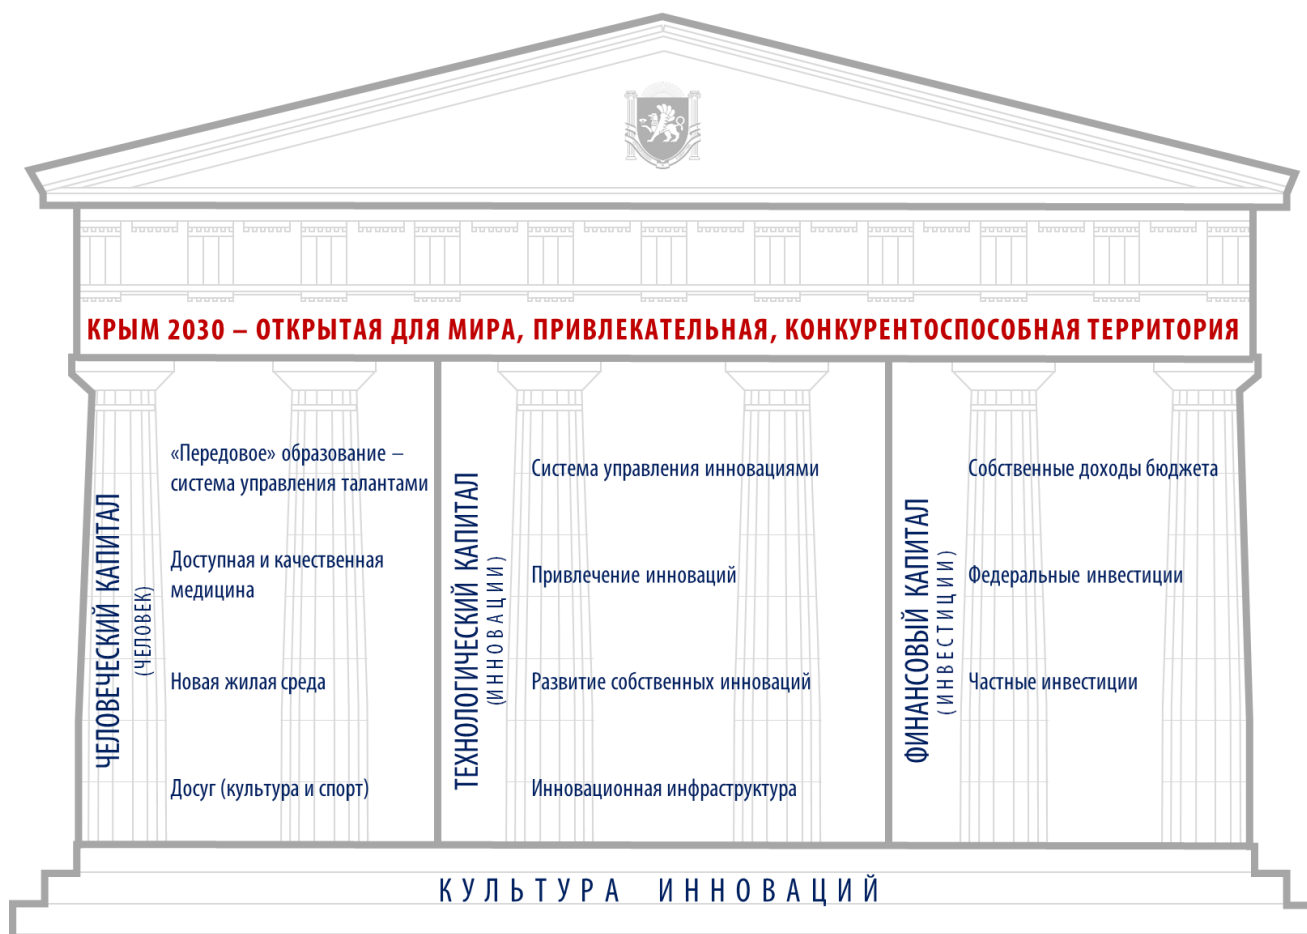 КРЫМ 2030 – ОТКРЫТАЯ ДЛЯ МИРА, ПРИВЛЕКАТЕЛЬНАЯ, КОНКУРЕНТОСПОСОБНАЯ ТЕРРИТОРИЯ
ЧЕЛОВЕЧЕСКИЙ КАПИТАЛ
(ЧЕЛОВЕК)
«Передовое» образование –
система управления талантами
Доступная и качественная
медицина
Новая жилая среда
Досуг (культура и спорт)
ТЕХНОЛОГИЧЕСКИЙ КАПИТАЛ
(ИННОВАЦИИ)
Система управления инновациями
Привлечение инноваций
Развитие собственных инноваций
Инновационная инфраструктура
ФИНАНСОВЫЙ КАПИТАЛ
(ИНВЕСТИЦИИ)
Собственные доходы бюджета
Федеральные инвестиции
Частные инвестиции
КУЛЬТУРА ИННОВАЦИЙ